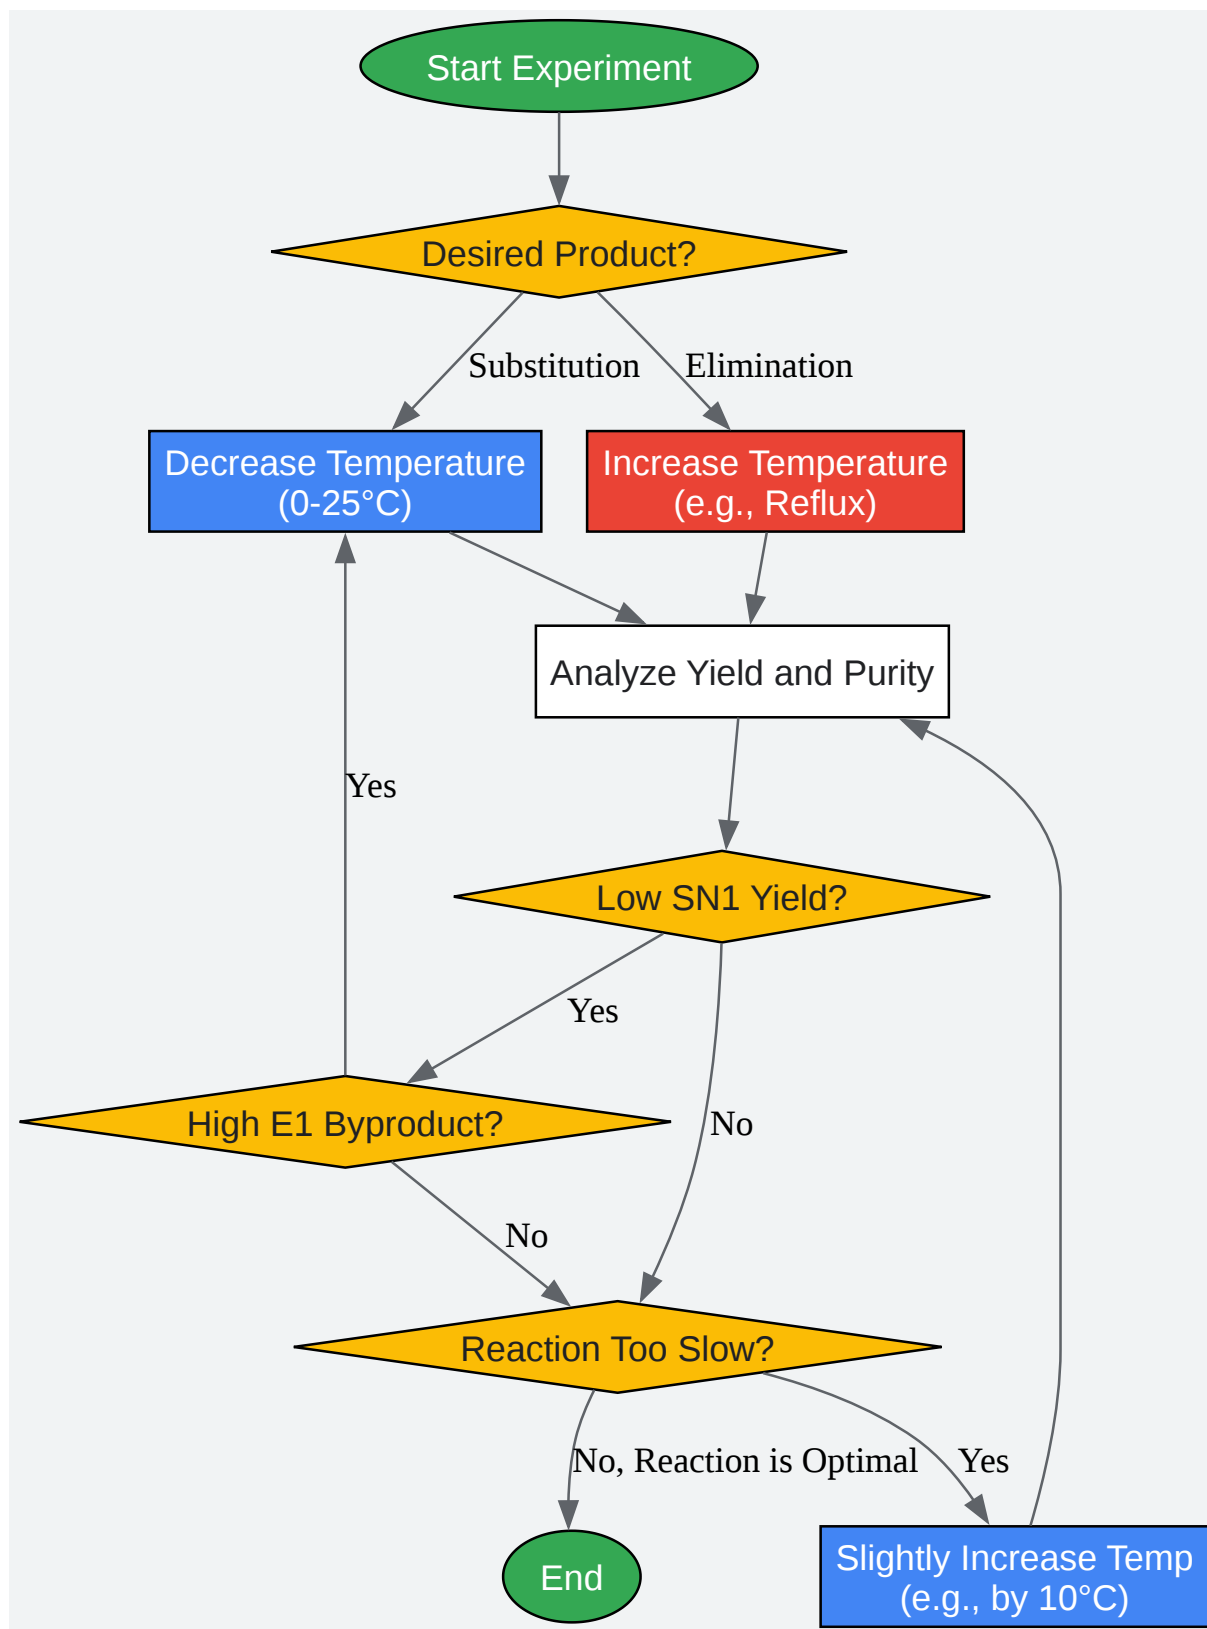 Start Experiment
Desired Product?
Substitution
Elimination
Decrease Temperature
(0-25°C)
Increase Temperature
(e.g., Reflux)
Analyze Yield and Purity
Yes
Low SN1 Yield?
Yes
High E1 Byproduct?
No
No
Reaction Too Slow?
No, Reaction is Optimal
Yes
End
Slightly Increase Temp
(e.g., by 10°C)